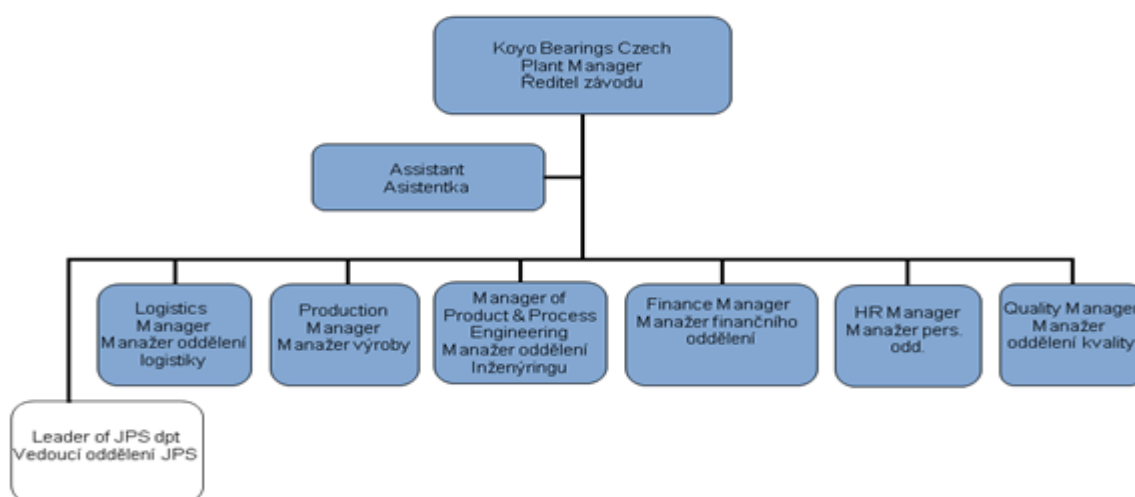 Koyo Bearings Czech
Plant Manager
Ředitel závodu
Assistant
Asistentka
Logistics
Manager
Manažer oddělení
logistiky
Production
Manager
Manažer výroby
Manager of
Product & Process
Engineering
Manažer oddělení
Inženýringu
Finance Manager
Manažer finančního
oddělení
HR Manager
Manažer pers.
odd.
Quality Manager
Manažer
oddělení kvality
Leader of JPS dpt
Vedoucí oddělení JPS